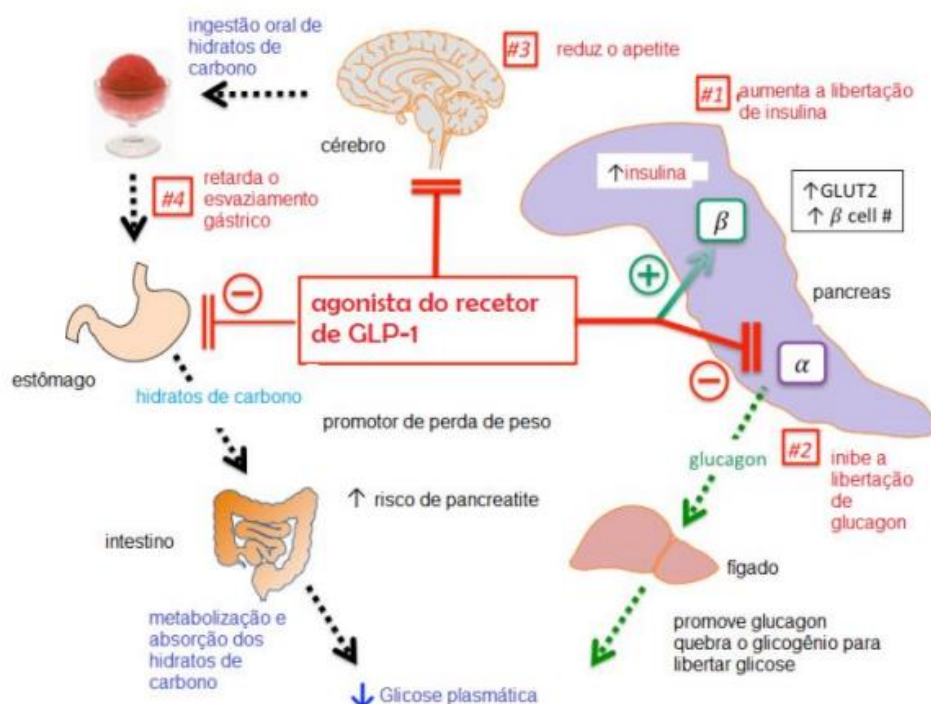 ingestão oral de
hidratos de
carbono
#3 reduz o apetite
#1 aumenta a libertação
de insulina
cérebro
#4 retarda o
esvaziamento
gástrico
↑insulina
↑GLUT2
↑ β cell #
β
+
pancreas
−
agonista do recetor
de GLP-1
α
−
estômago
hidratos de carbono
promotor de perda de peso
glucagon
#2 inibe a
libertação
de
glucagon
↑ risco de pancreatite
intestino
fígado
metabolização e
absorção dos
hidratos de
carbono
promove glucagon
quebra o glicogênio para
libertar glicose
↓ Glicose plasmática